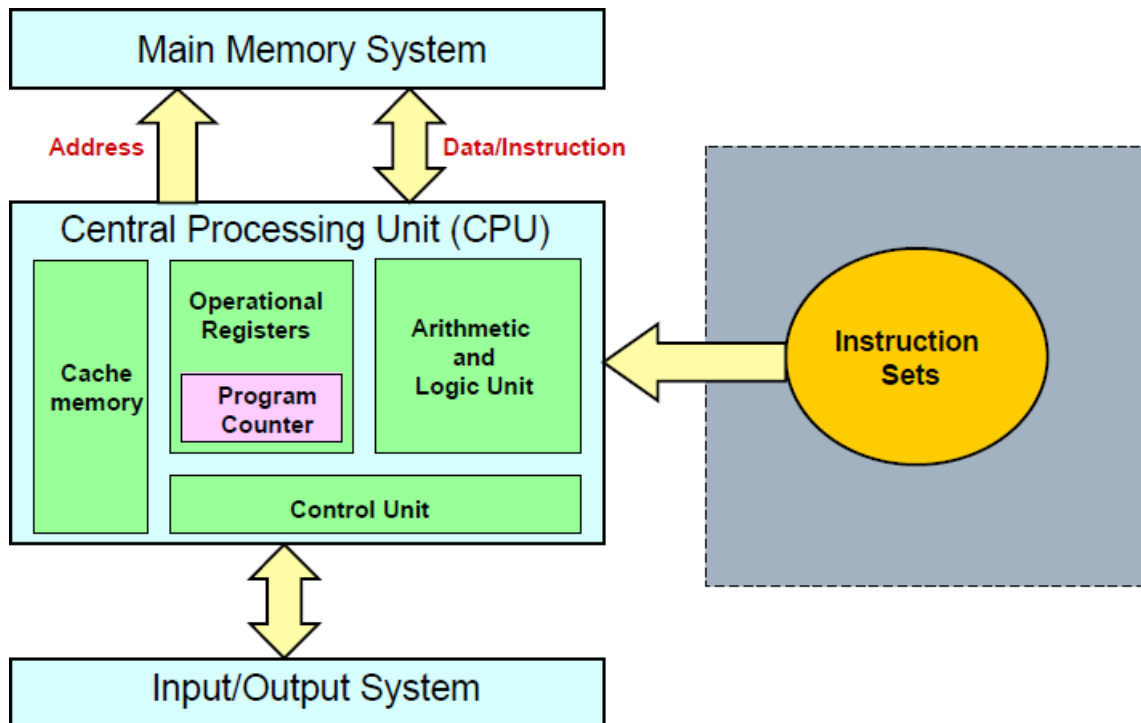 Main Memory System
Address
Data/Instruction
Central Processing Unit (CPU)
Cache
memory
Operational
Registers
Program
Counter
Arithmetic
and
Logic Unit
Control Unit
Instruction
Sets
Input/Output System